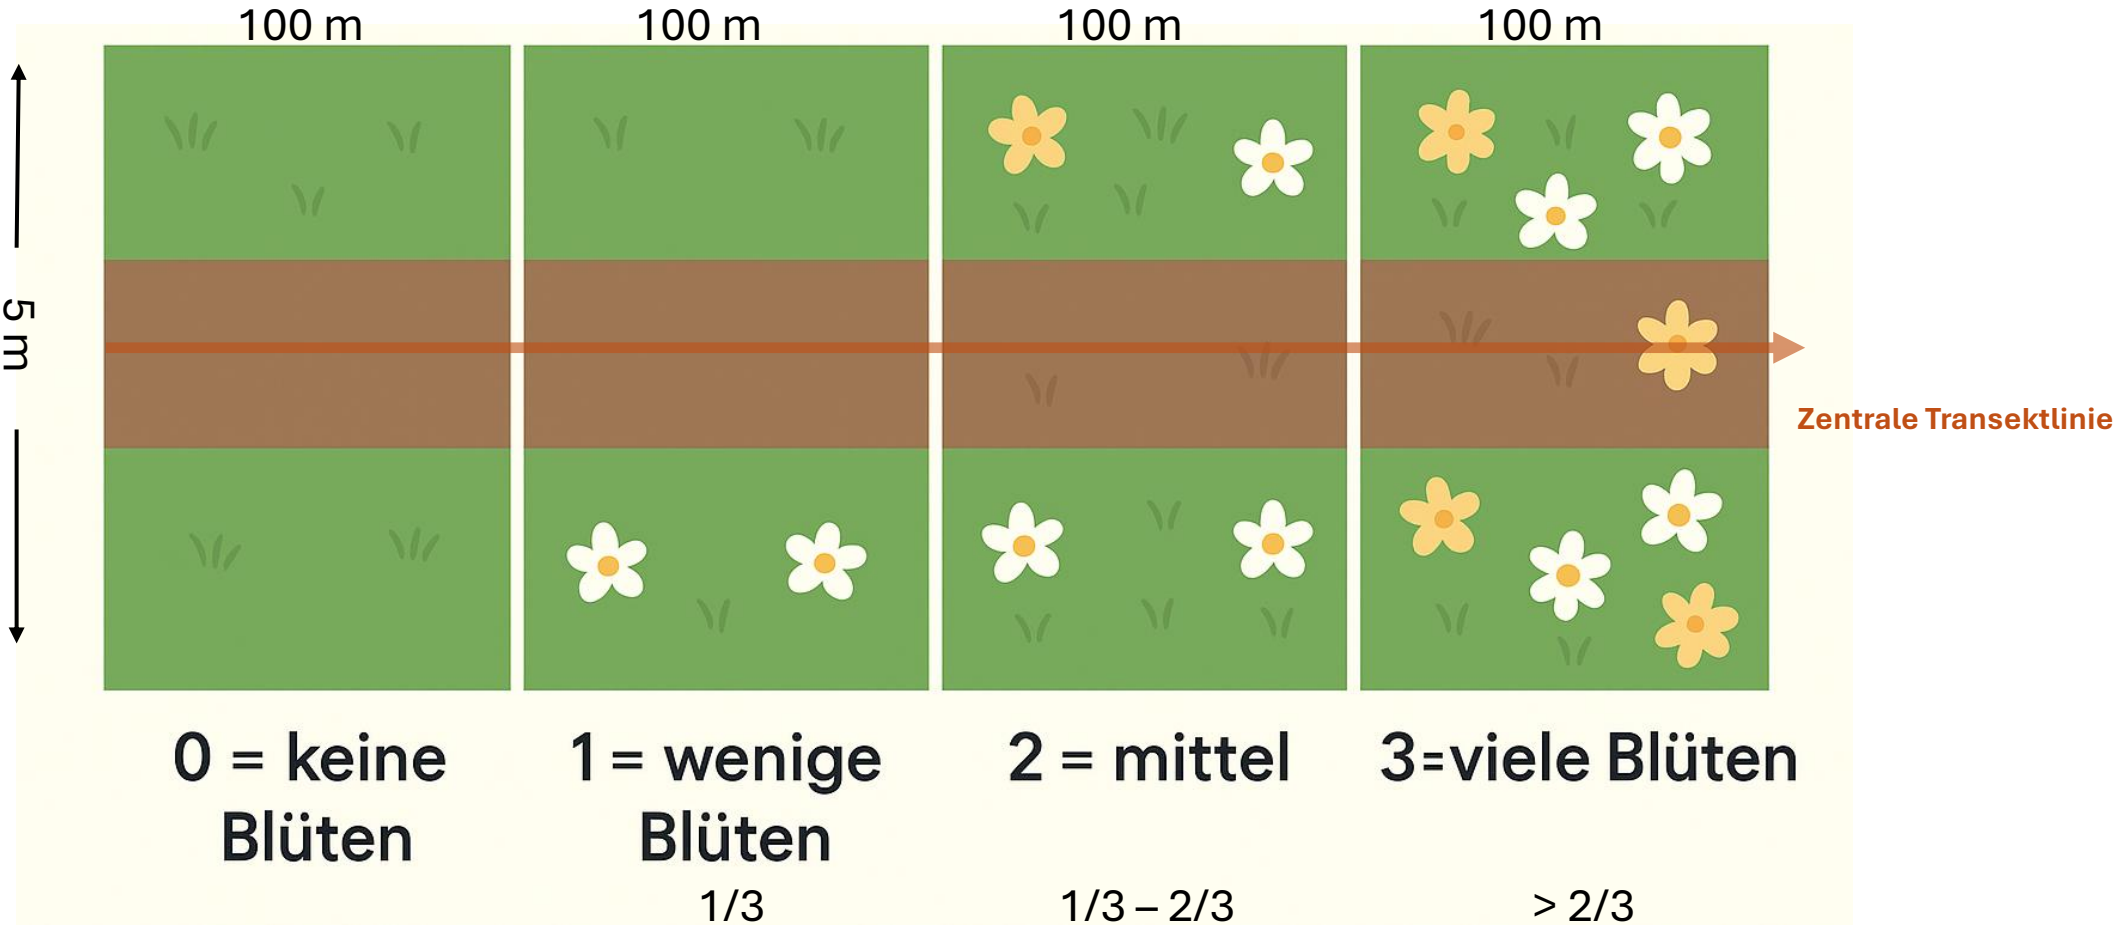 100 m
100 m
100 m
100 m
5 m
Zentrale Transektlinie
0 = keine
Blüten
1 = wenige
Blüten
2 = mittel
3=viele Blüten
1/3
1/3 – 2/3
> 2/3